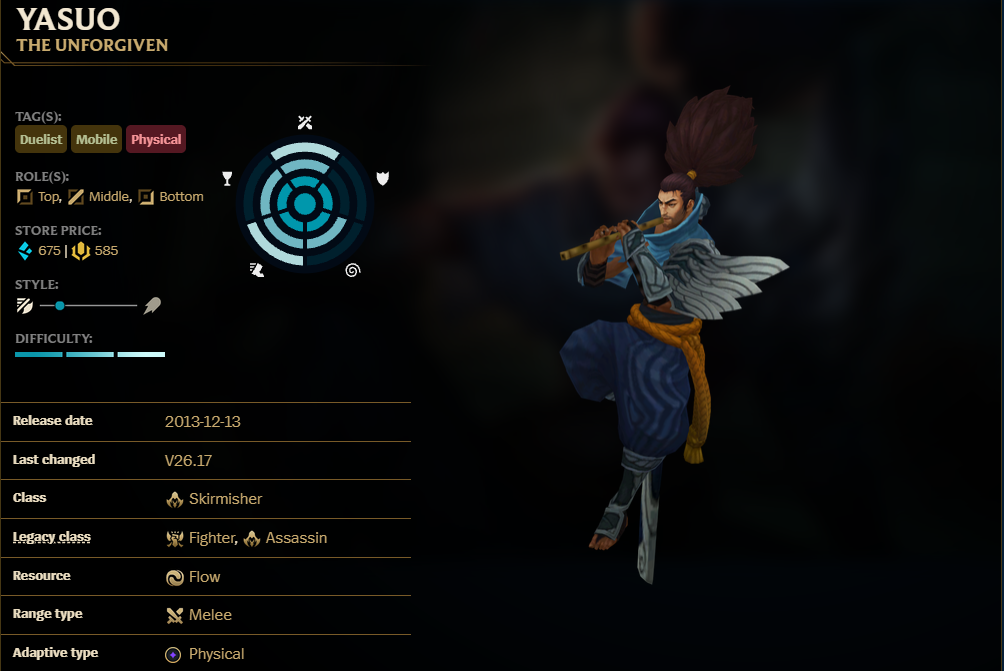 YASUO
THE UNFORGIVEN
TAG(S):
Duelist Mobile Physical
ROLE(S):
Top, Middle, Bottom
STORE PRICE:
675 | 585
STYLE:
DIFFICULTY:
Release date 2013-12-13
Last changed V26.17
Class Skirmisher
Legacy class Fighter, Assassin
Resource Flow
Range type Melee
Adaptive type Physical